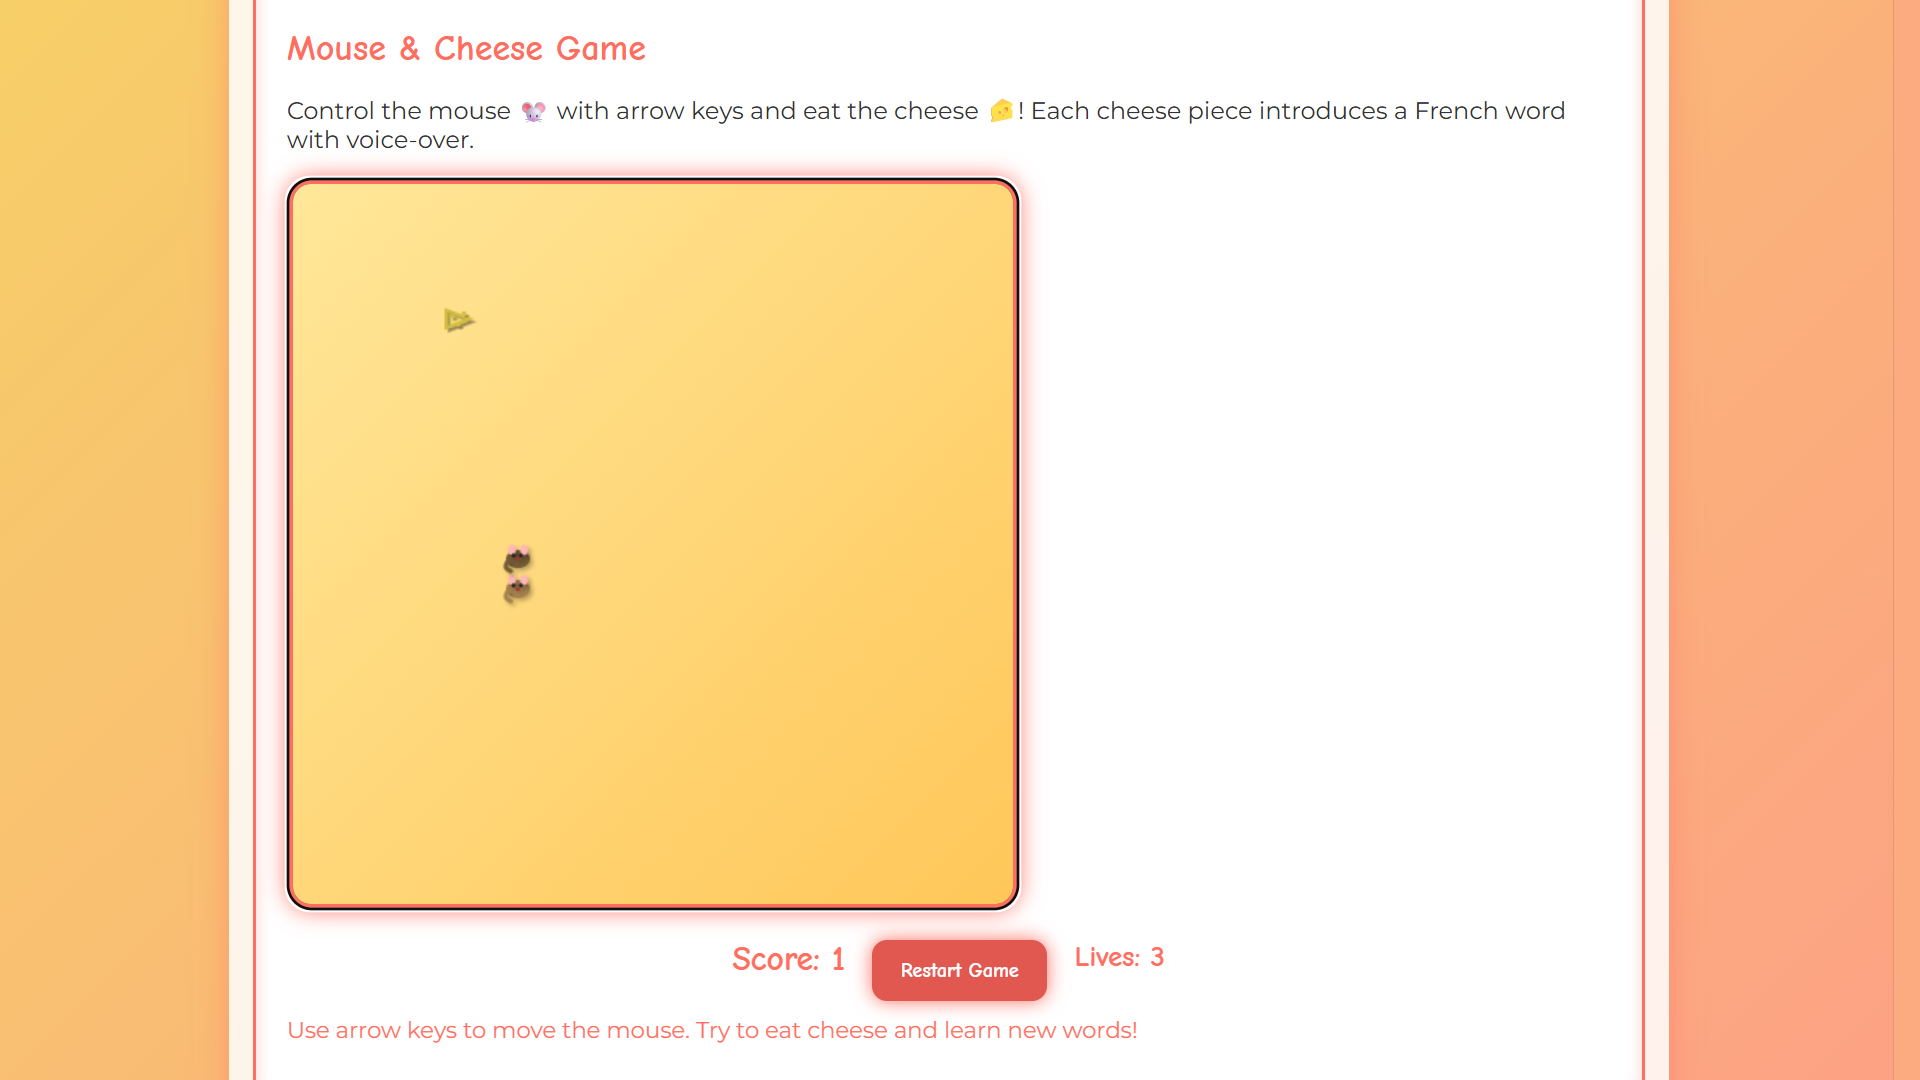 Mouse & Cheese Game
Control the mouse 🐭 with arrow keys and eat the cheese 🧀! Each cheese piece introduces a French word
with voice-over.
Score: 1
Restart Game
Lives: 3
Use arrow keys to move the mouse. Try to eat cheese and learn new words!